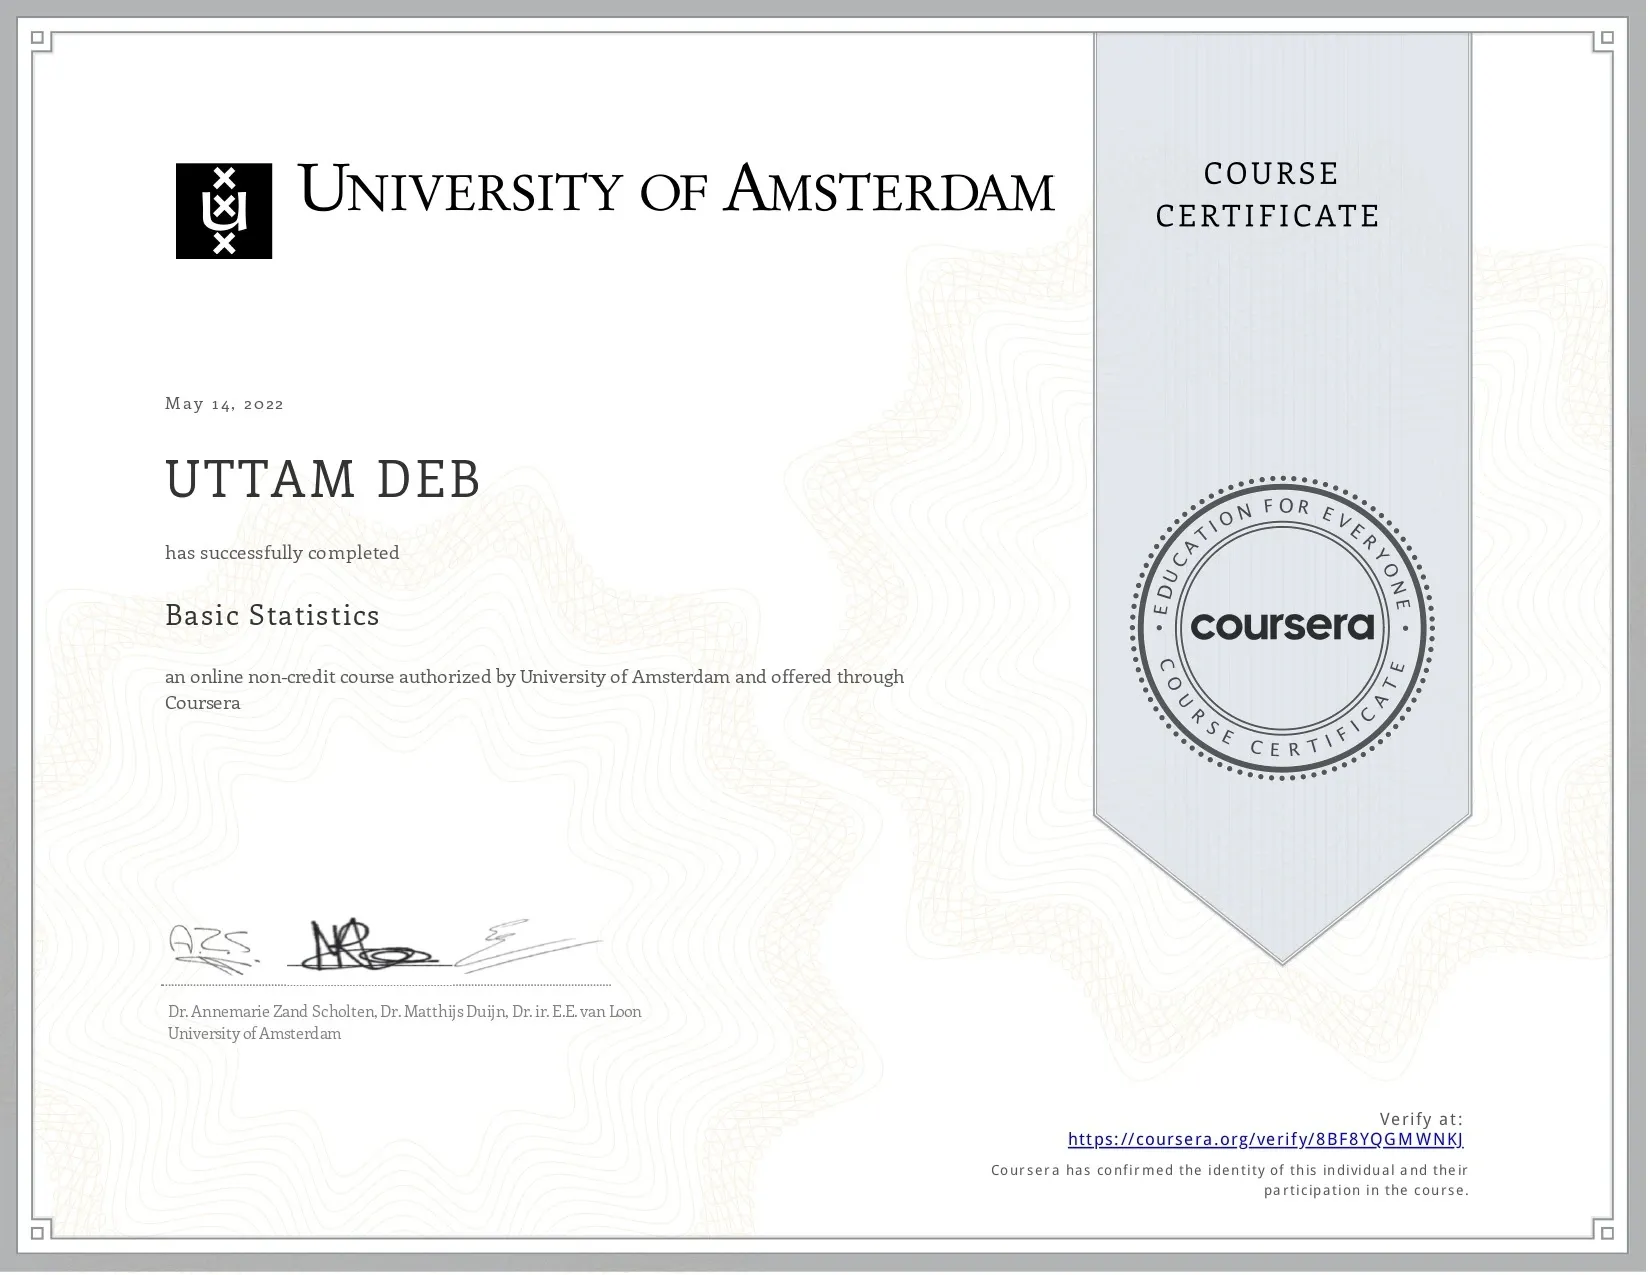 UNIVERSITY OF AMSTERDAM
COURSE
CERTIFICATE
May 14, 2022
UTTAM DEB
has successfully completed
Basic Statistics
an online non-credit course authorized by University of Amsterdam and offered through
Coursera
EDUCATION FOR EVERYONE
coursera
COURSE CERTIFICATE
A.Z.S.
Dr. Annemarie Zand Scholten, Dr. Matthijs Duijn, Dr. ir. E.E. van Loon
University of Amsterdam
Verify at:
https://coursera.org/verify/8BF8YQGMWNKJ
Coursera has confirmed the identity of this individual and their
participation in the course.